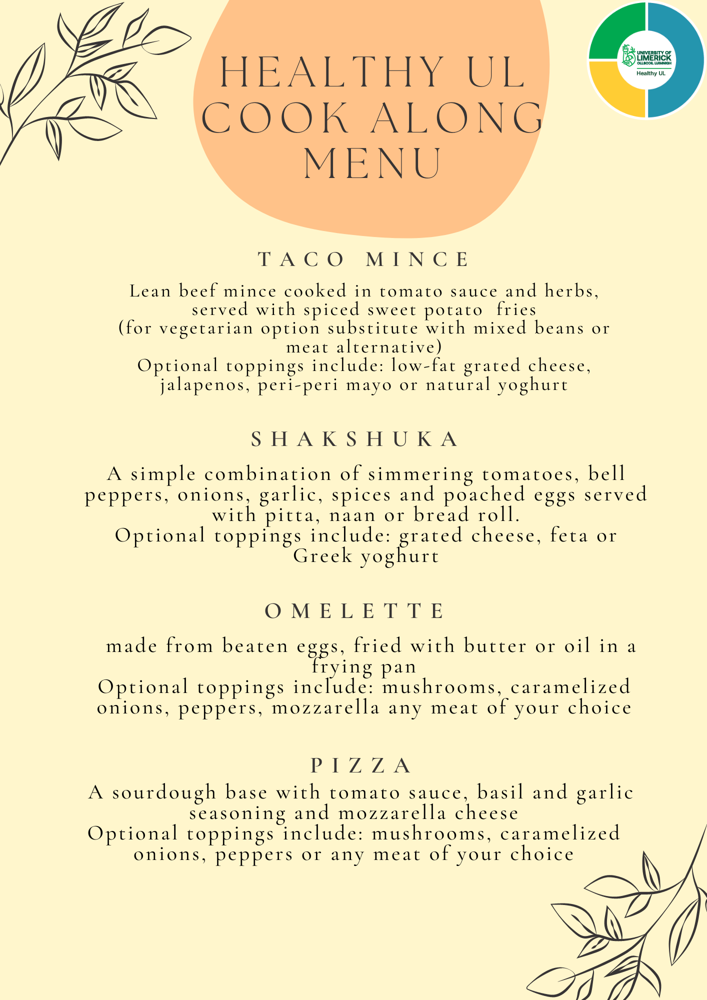 HEALTHY UL
COOK ALONG
MENU
UNIVERSITY OF
LIMERICK
OLLSCOIL LUIMNIGH
Healthy UL
TACO MINCE
Lean beef mince cooked in tomato sauce and herbs,
served with spiced sweet potato fries
(for vegetarian option substitute with mixed beans or
meat alternative)
Optional toppings include: low-fat grated cheese,
jalapenos, peri-peri mayo or natural yoghurt
SHAKSHUKA
A simple combination of simmering tomatoes, bell
peppers, onions, garlic, spices and poached eggs served
with pitta, naan or bread roll.
Optional toppings include: grated cheese, feta or
Greek yoghurt
OMELETTE
made from beaten eggs, fried with butter or oil in a
frying pan
Optional toppings include: mushrooms, caramelized
onions, peppers, mozzarella any meat of your choice
PIZZA
A sourdough base with tomato sauce, basil and garlic
seasoning and mozzarella cheese
Optional toppings include: mushrooms, caramelized
onions, peppers or any meat of your choice